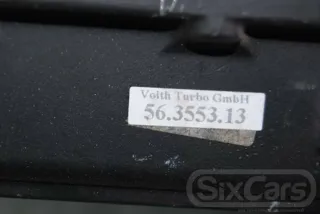 Voith Turbo GmbH
56.3553.13
SixCars